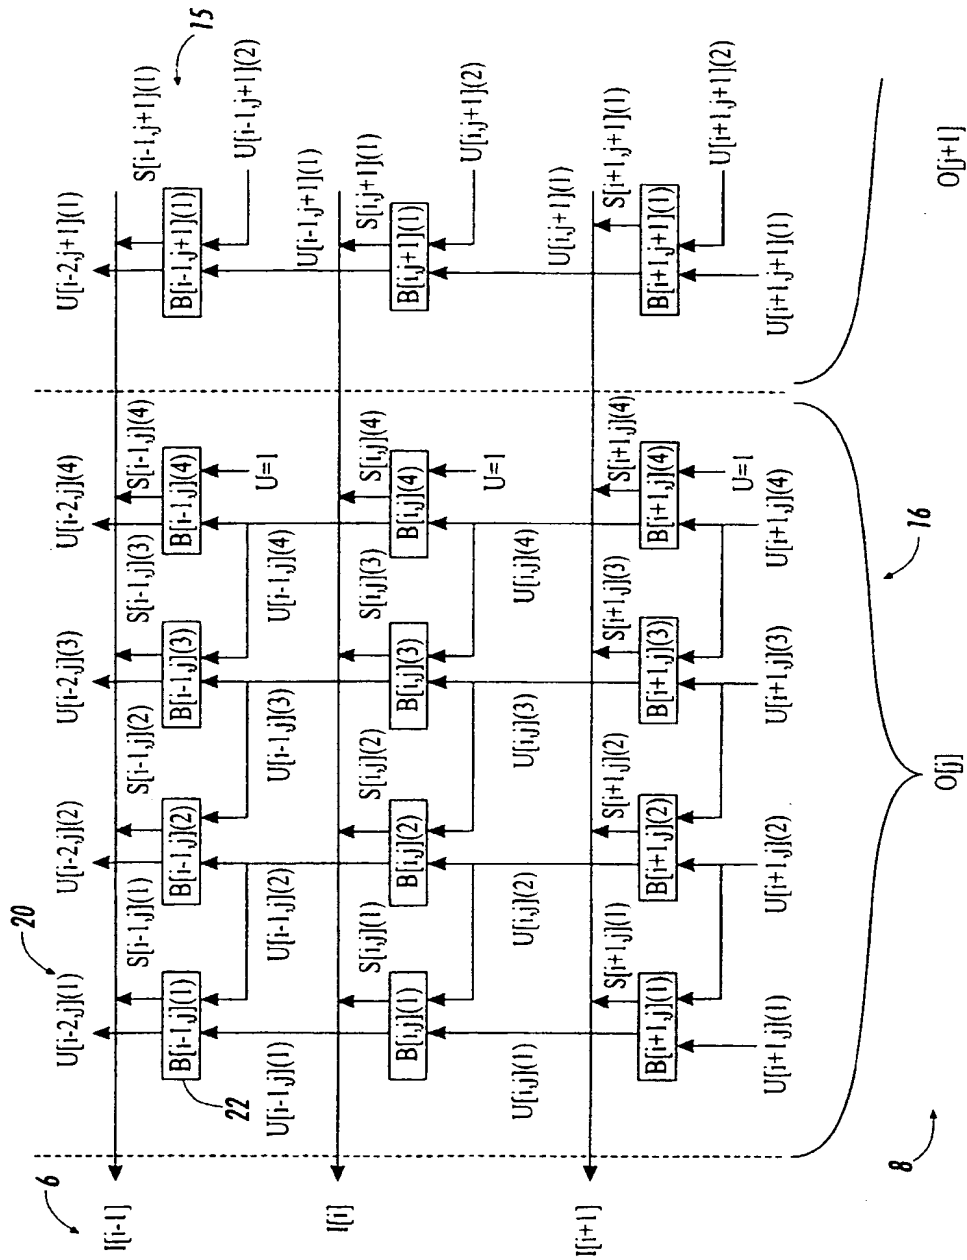 20
6
15
U[i-2,j](1) U[i-2,j](2) U[i-2,j](3) U[i-2,j](4) U[i-2,j+1](1)
I[i-1]
S[i-1,j](1) S[i-1,j](2) S[i-1,j](3) S[i-1,j](4) S[i-1,j+1](1)
B[i-1,j](1) B[i-1,j](2) B[i-1,j](3) B[i-1,j](4) B[i-1,j+1](1)
22 U=1 U[i-1,j+1](2)
U[i-1,j](1) U[i-1,j](2) U[i-1,j](3) U[i-1,j](4) U[i-1,j+1](1)
I[i]
S[i,j](1) S[i,j](2) S[i,j](3) S[i,j](4) S[i,j+1](1)
B[i,j](1) B[i,j](2) B[i,j](3) B[i,j](4) B[i,j+1](1)
U=1 U[i,j+1](2)
U[i,j](1) U[i,j](2) U[i,j](3) U[i,j](4) U[i,j+1](1)
I[i+1]
S[i+1,j](1) S[i+1,j](2) S[i+1,j](3) S[i+1,j](4) S[i+1,j+1](1)
B[i+1,j](1) B[i+1,j](2) B[i+1,j](3) B[i+1,j](4) B[i+1,j+1](1)
U=1 U[i+1,j+1](2)
U[i+1,j](1) U[i+1,j](2) U[i+1,j](3) U[i+1,j](4) U[i+1,j+1](1)
8 16
O[j] O[j+1]